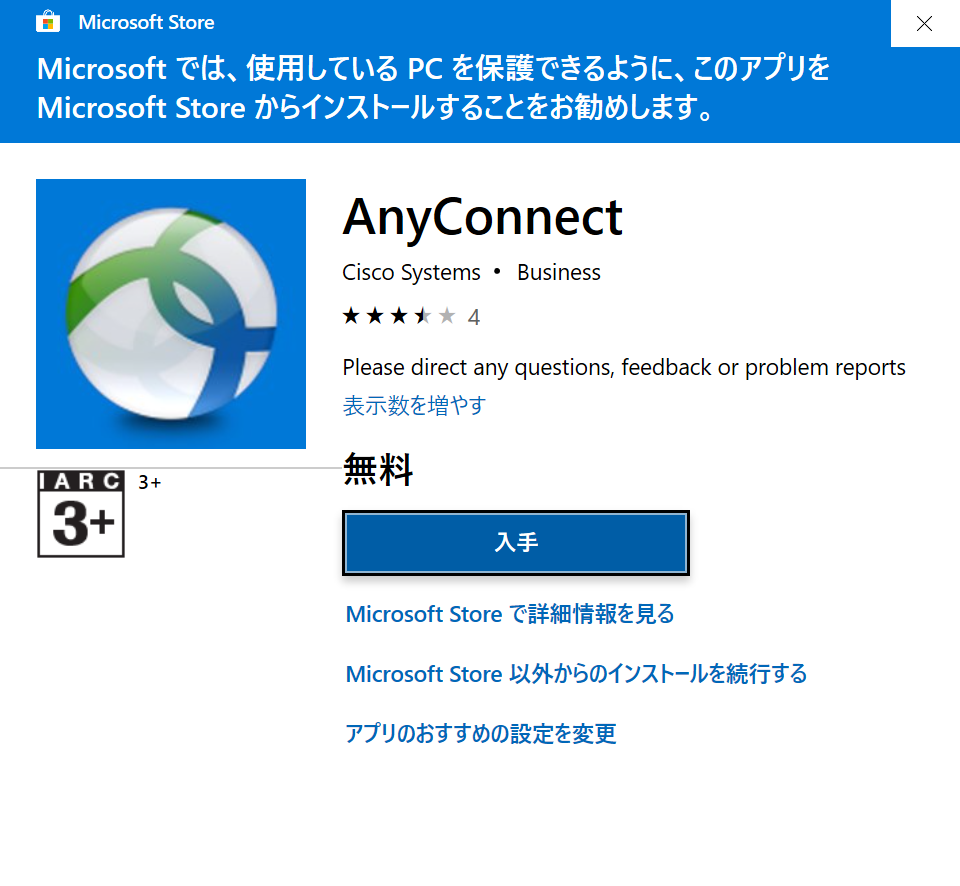 Microsoft Store
Microsoft では、使用している PC を保護できるように、このアプリを
Microsoft Store からインストールすることをお勧めします。
AnyConnect
Cisco Systems • Business
4
Please direct any questions, feedback or problem reports
表示数を増やす
無料
IARC
3+
3+
入手
Microsoft Store で詳細情報を見る
Microsoft Store 以外からのインストールを続行する
アプリのおすすめの設定を変更